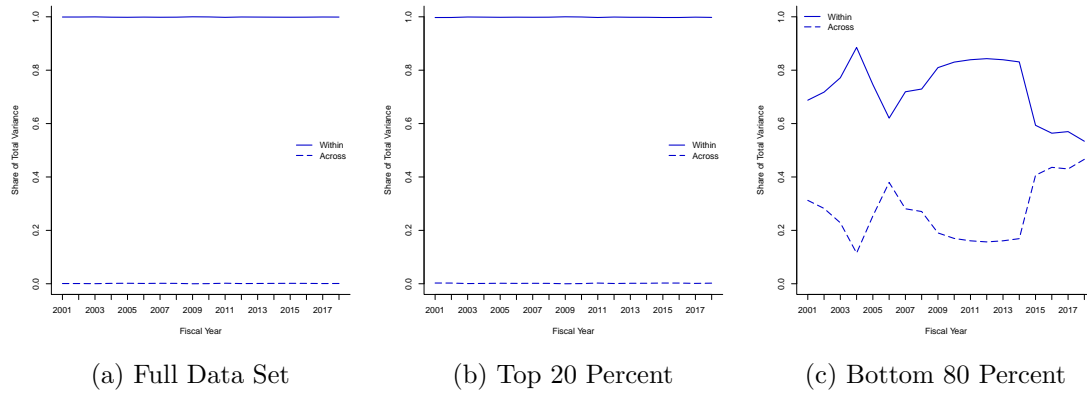 1.0
0.8
0.6
0.4
0.2
0.0
Share of Total Variance
Within
Across
2001 2003 2005 2007 2009 2011 2013 2015 2017
Fiscal Year
(a) Full Data Set
1.0
0.8
0.6
0.4
0.2
0.0
Share of Total Variance
Within
Across
2001 2003 2005 2007 2009 2011 2013 2015 2017
Fiscal Year
(b) Top 20 Percent
1.0
0.8
0.6
0.4
0.2
0.0
Share of Total Variance
Within
Across
2001 2003 2005 2007 2009 2011 2013 2015 2017
Fiscal Year
(c) Bottom 80 Percent